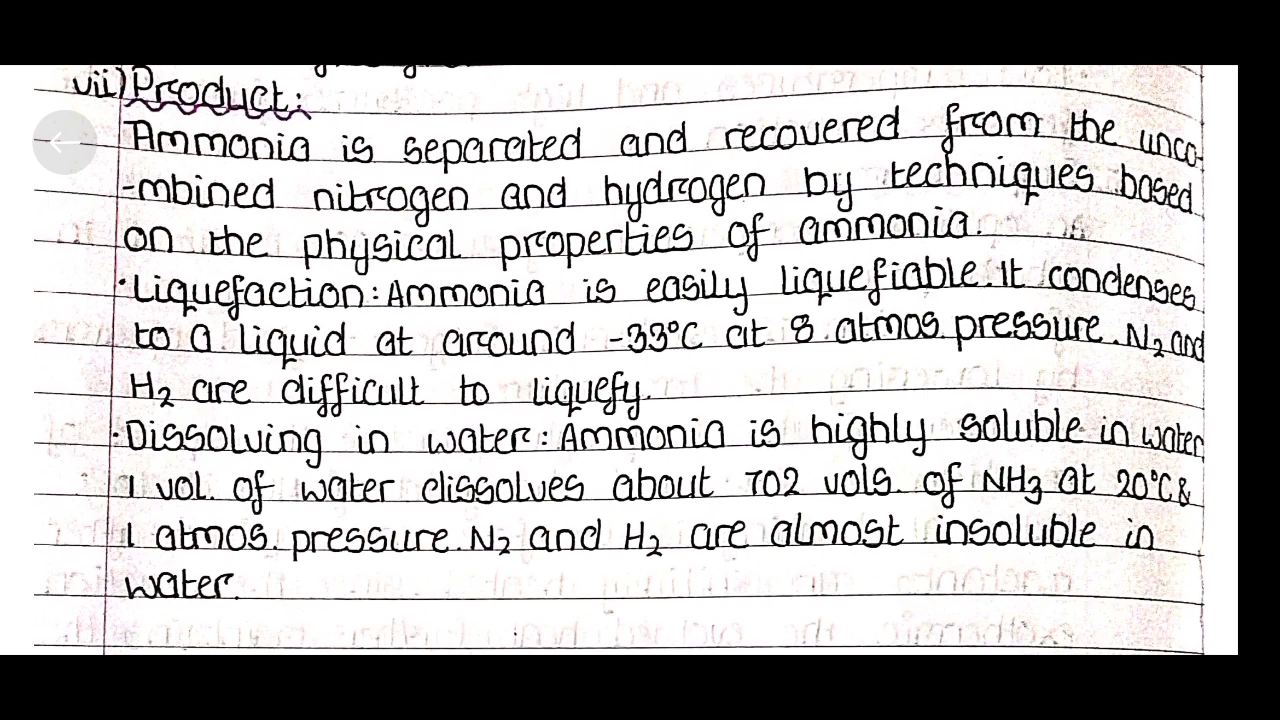 vii) Product:
Ammonia is separated and recovered from the unco-
-mbined nitrogen and hydrogen by techniques based
on the physical properties of ammonia.
·Liquefaction: Ammonia is easily liquefiable. It condenses
to a liquid at around -33°C at 8 atmos. pressure. N₂ and
H₂ are difficult to liquefy.
·Dissolving in water: Ammonia is highly soluble in water
1 vol. of water dissolves about 702 vols. of NH₃ at 20°C &
1 atmos. pressure. N₂ and H₂ are almost insoluble in
water.